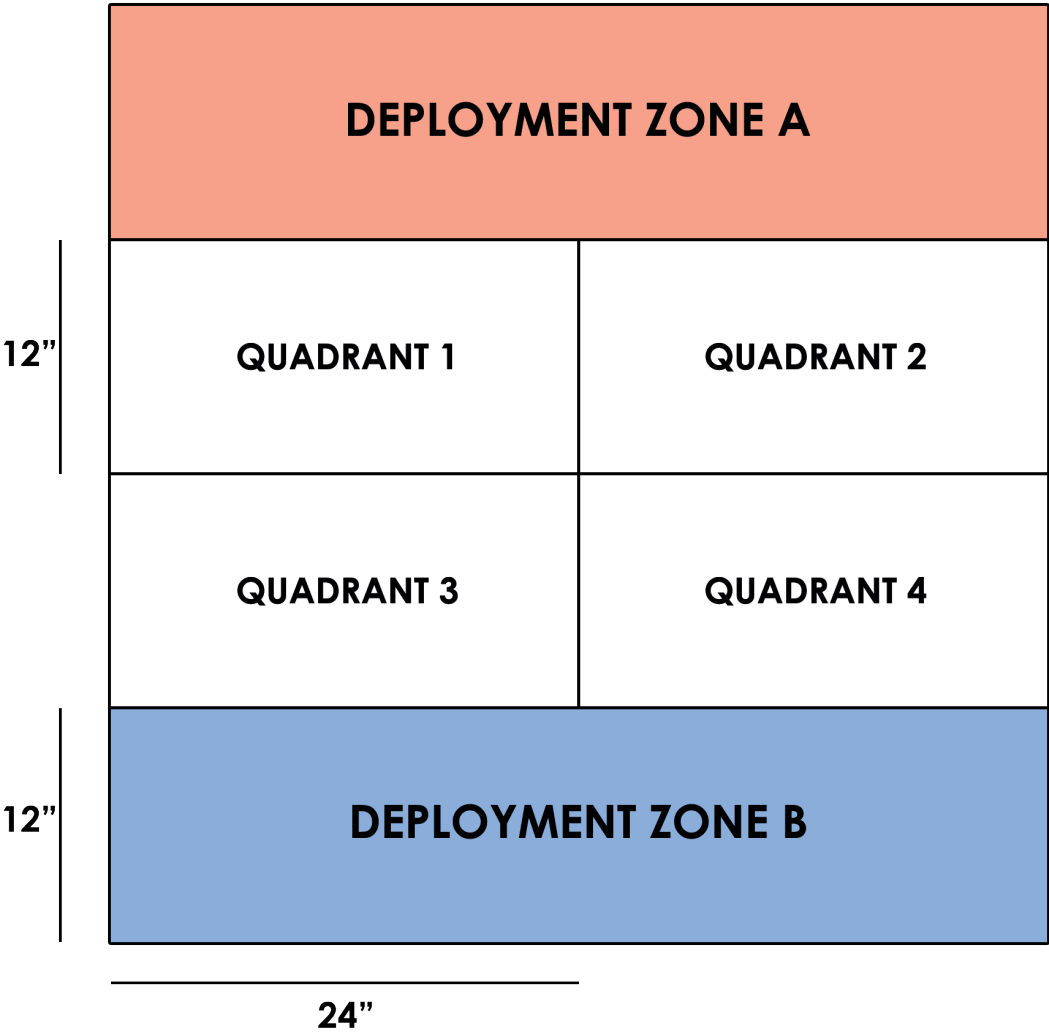 DEPLOYMENT ZONE A
12”
QUADRANT 1
QUADRANT 2
QUADRANT 3
QUADRANT 4
12”
DEPLOYMENT ZONE B
24”